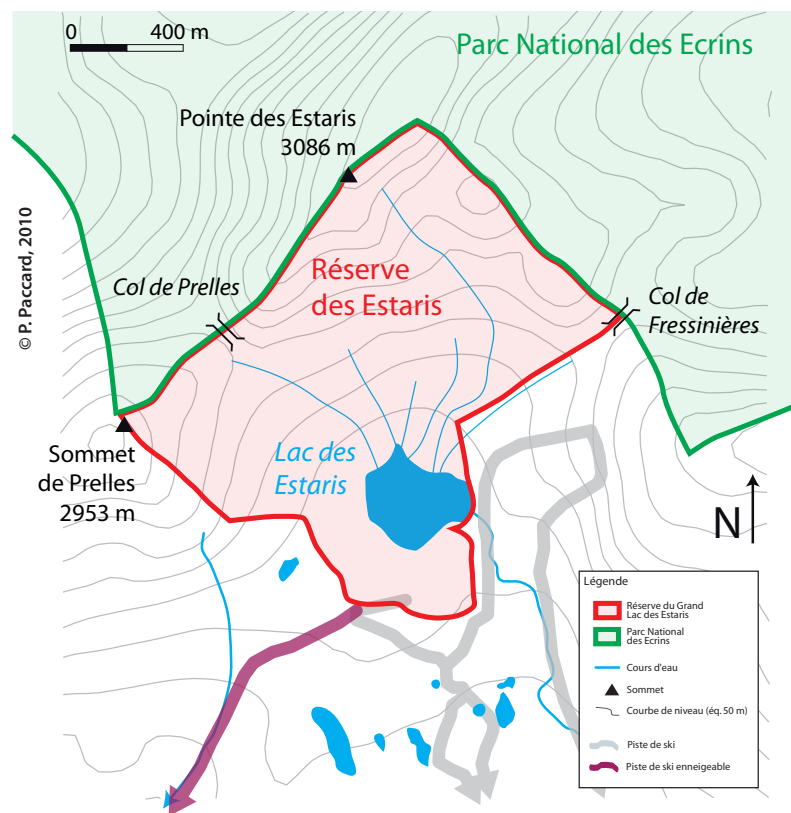 0 400 m
Parc National des Ecrins
Pointe des Estaris
3086 m
© P. Paccard, 2010
Col de Prelles
Réserve
des Estaris
Col de
Fressinières
Lac des
Estaris
Sommet
de Prelles
2953 m
N
Légende
Réserve du Grand
Lac des Estaris
Parc National
des Ecrins
Cours d'eau
Sommet
Courbe de niveau (éq. 50 m)
Piste de ski
Piste de ski enneigeable